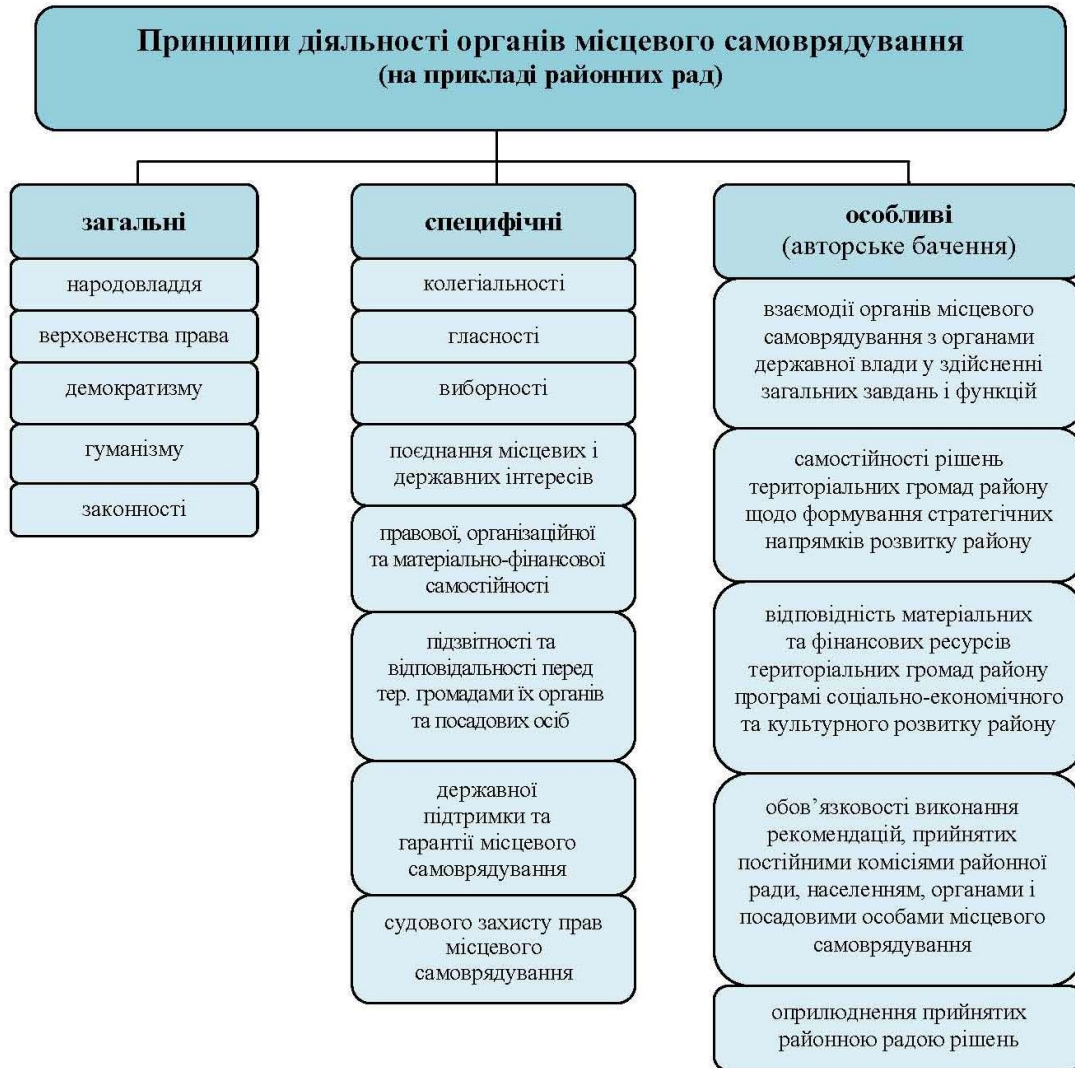 Принципи діяльності органів місцевого самоврядування
(на прикладі районних рад)
загальні
народовладдя
верховенства права
демократизму
гуманізму
законності
специфічні
колегіальності
гласності
виборності
поєднання місцевих і
державних інтересів
правової, організаційної
та матеріально-фінансової
самостійності
підзвітності та
відповідальності перед
тер. громадами їх органів
та посадових осіб
державної
підтримки та
гарантії місцевого
самоврядування
судового захисту прав
місцевого
самоврядування
особливі
(авторське бачення)
взаємодії органів місцевого
самоврядування з органами
державної влади у здійсненні
загальних завдань і функцій
самостійності рішень
територіальних громад району
щодо формування стратегічних
напрямків розвитку району
відповідність матеріальних
та фінансових ресурсів
територіальних громад району
програмі соціально-економічного
та культурного розвитку району
обов’язковості виконання
рекомендацій, прийнятих
постійними комісіями районної
ради, населенням, органами і
посадовими особами місцевого
самоврядування
оприлюднення прийнятих
районною радою рішень